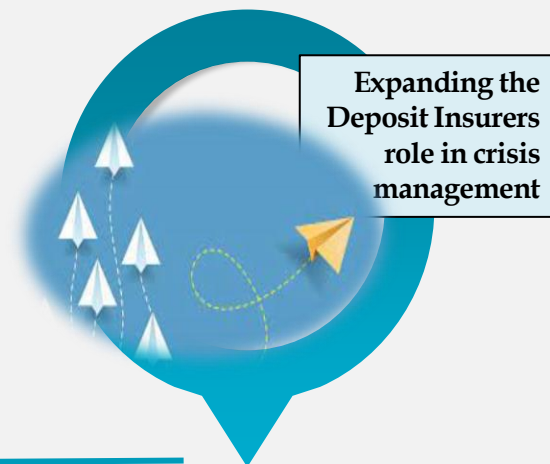 Expanding the
Deposit Insurers
role in crisis
management